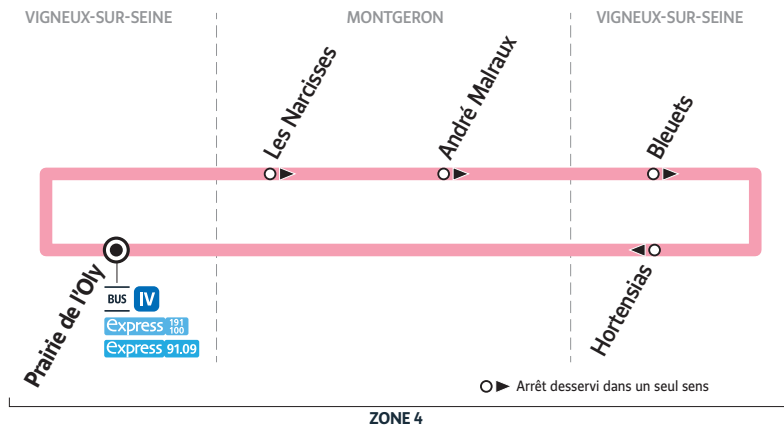 VIGNEUX-SUR-SEINE
MONTGERON
VIGNEUX-SUR-SEINE
Les Narcisses
André Malraux
Bleuets
Prairie de l'Oly
Hortensias
BUS IV
express 191 100
express 91.09
Arrêt desservi dans un seul sens
ZONE 4